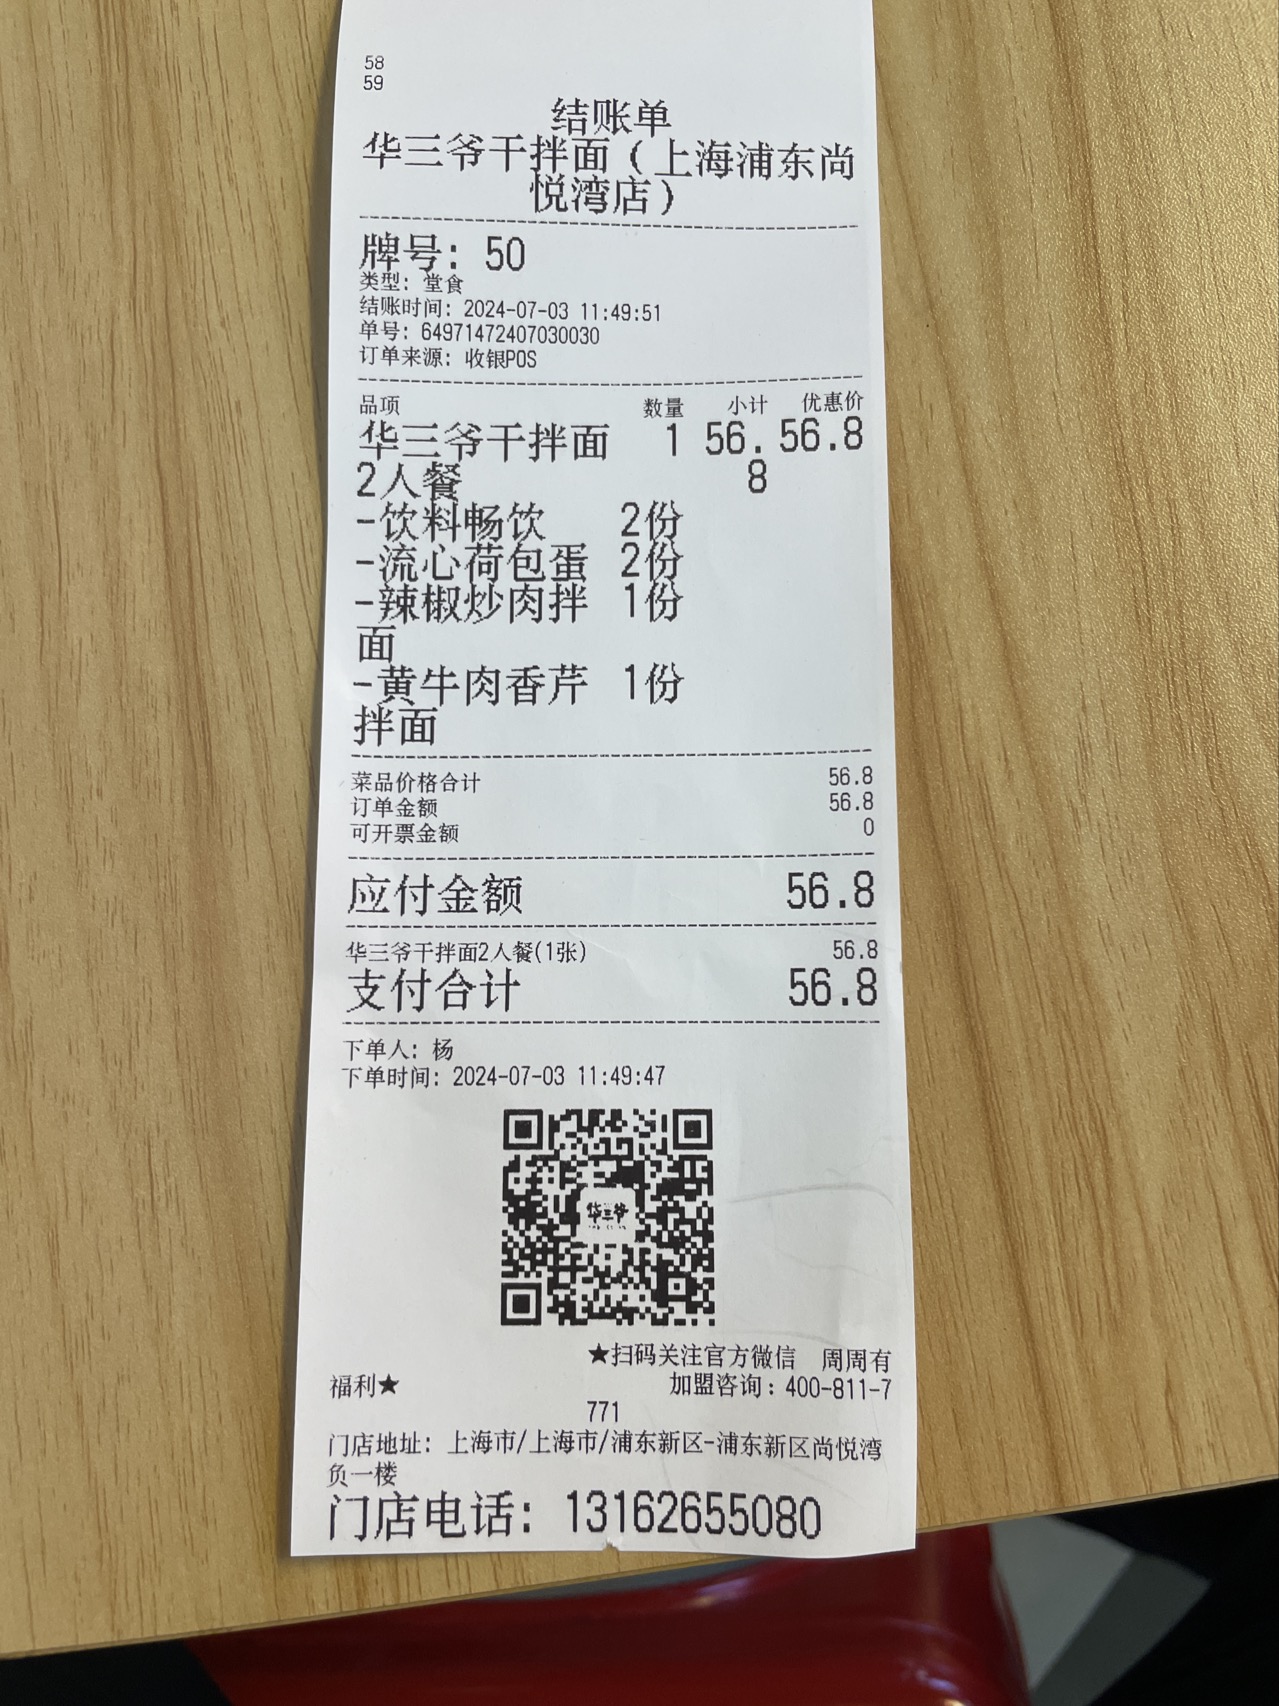 58
59
结账单
华三爷干拌面（上海浦东尚
悦湾店）
牌号：50
类型：堂食
结账时间：2024-07-03 11:49:51
单号：64971472407030030
订单来源：收银POS
品项 数量 小计 优惠价
华三爷干拌面 1 56. 56.8
2人餐 8
-饮料畅饮 2份
-流心荷包蛋 2份
-辣椒炒肉拌 1份
面
-黄牛肉香芹 1份
拌面
菜品价格合计 56.8
订单金额 56.8
可开票金额 0
应付金额 56.8
华三爷干拌面2人餐(1张) 56.8
支付合计 56.8
下单人：杨
下单时间：2024-07-03 11:49:47
华三爷
★扫码关注官方微信 周周有
福利★ 加盟咨询：400-811-7
771
门店地址：上海市/上海市/浦东新区-浦东新区尚悦湾
负一楼
门店电话：13162655080